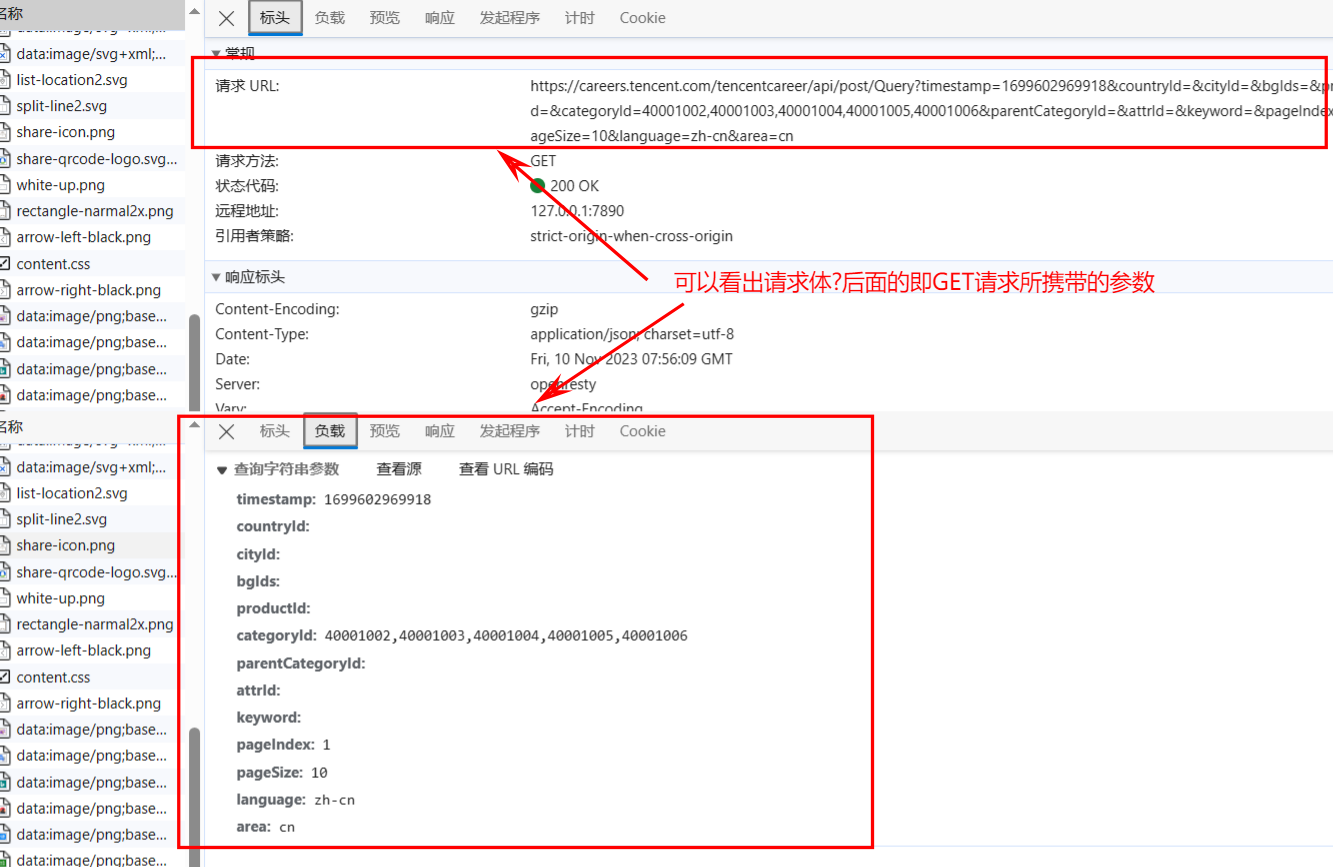 名称
data:image/svg+xml;...
list-location2.svg
split-line2.svg
share-icon.png
share-qrcode-logo.svg...
white-up.png
rectangle-narmal2x.png
arrow-left-black.png
content.css
arrow-right-black.png
data:image/png;base...
data:image/png;base...
data:image/png;base...
data:image/png;base...
标头 负载 预览 响应 发起程序 计时 Cookie
常规
请求 URL: https://careers.tencent.com/tencentcareer/api/post/Query?timestamp=1699602969918&countryId=&cityId=&bgIds=&pr
d=&categoryId=40001002,40001003,40001004,40001005,40001006&parentCategoryId=&attrId=&keyword=&pageIndex
ageSize=10&language=zh-cn&area=cn
请求方法: GET
状态代码: 200 OK
远程地址: 127.0.0.1:7890
引用者策略: strict-origin-when-cross-origin
响应标头
可以看出请求体?后面的即GET请求所携带的参数
Content-Encoding: gzip
Content-Type: application/json; charset=utf-8
Date: Fri, 10 Nov 2023 07:56:09 GMT
Server: openresty
Vary: Accept-Encoding
名称
data:image/svg+xml;...
list-location2.svg
split-line2.svg
share-icon.png
share-qrcode-logo.svg...
white-up.png
rectangle-narmal2x.png
arrow-left-black.png
content.css
arrow-right-black.png
data:image/png;base...
data:image/png;base...
data:image/png;base...
data:image/png;base...
data:image/png;base...
data:image/png;base...
标头 负载 预览 响应 发起程序 计时 Cookie
查询字符串参数 查看源 查看 URL 编码
timestamp: 1699602969918
countryId:
cityId:
bgIds:
productId:
categoryId: 40001002,40001003,40001004,40001005,40001006
parentCategoryId:
attrId:
keyword:
pageIndex: 1
pageSize: 10
language: zh-cn
area: cn